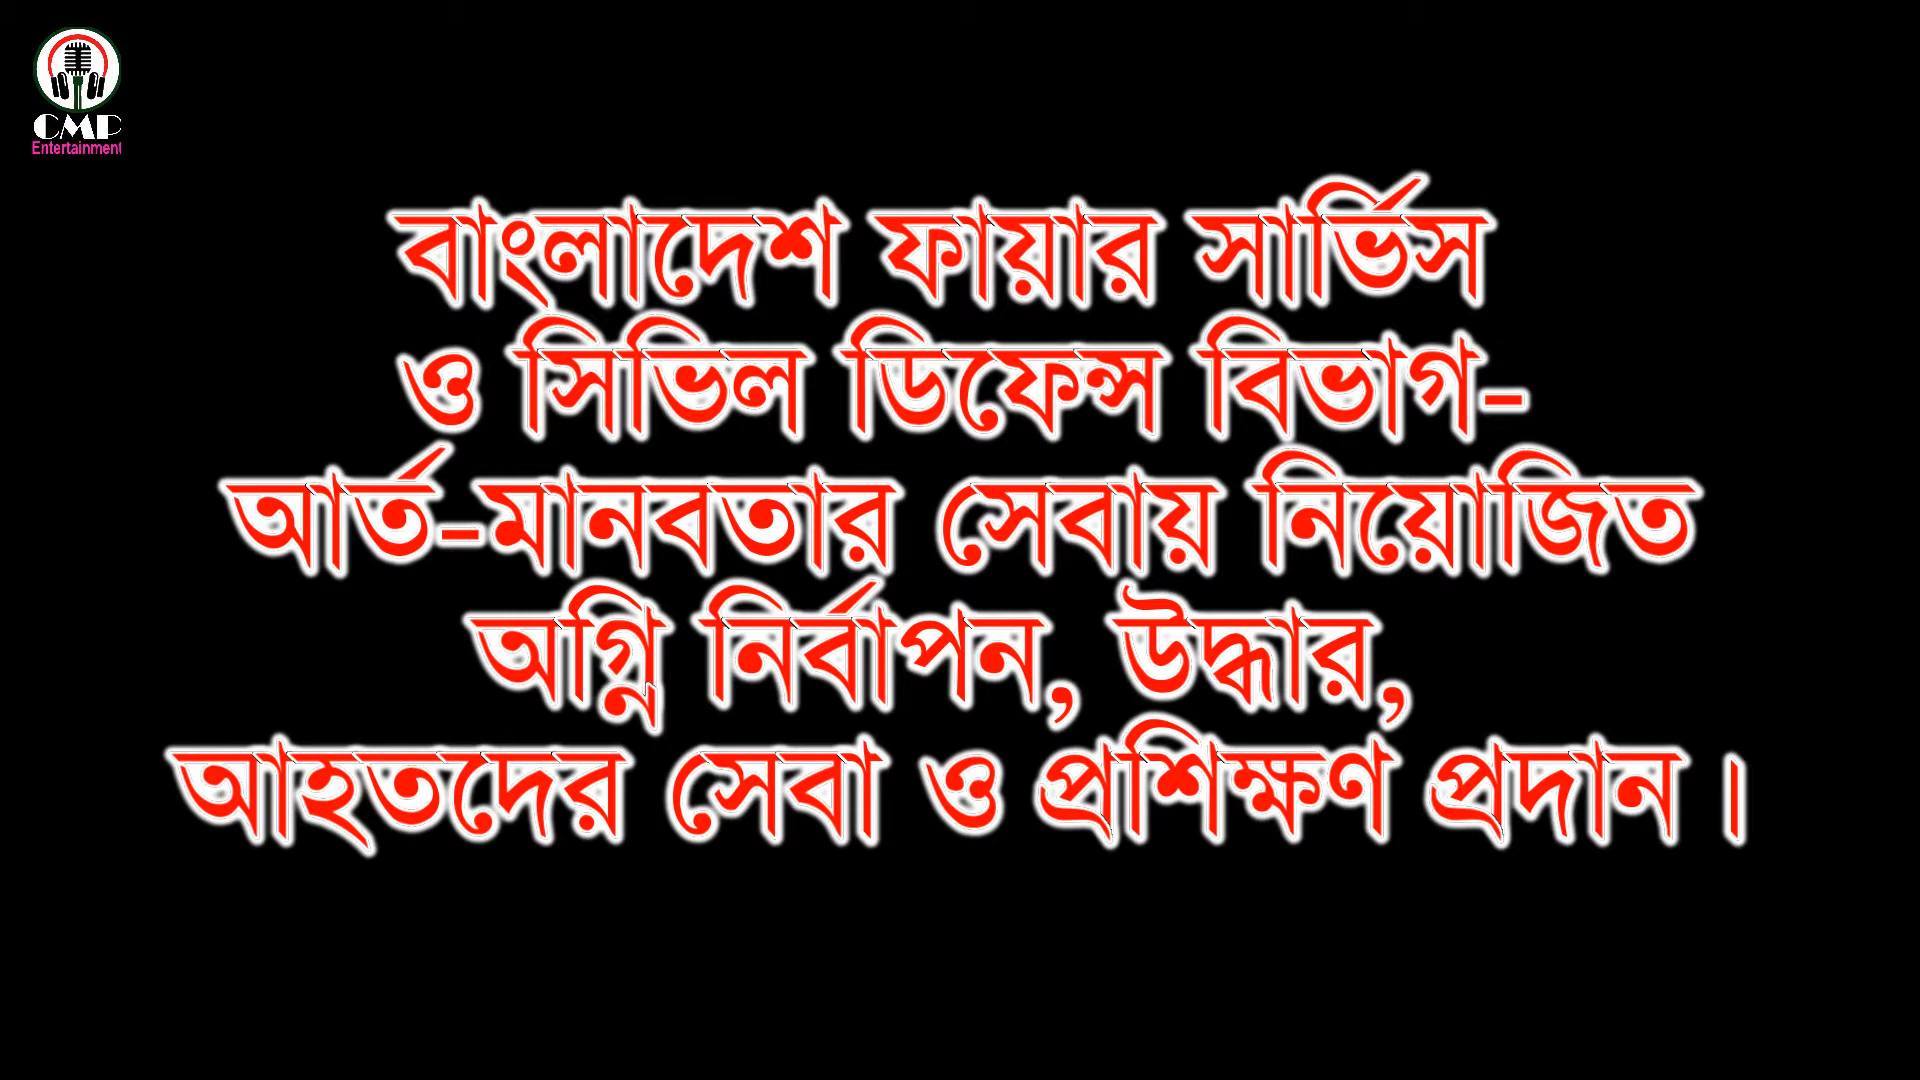 CMP
Entertainment
বাংলাদেশ ফায়ার সার্ভিস
ও সিভিল ডিফেন্স বিভাগ-
আর্ত-মানবতার সেবায় নিয়োজিত
অগ্নি নির্বাপন, উদ্ধার,
আহতদের সেবা ও প্রশিক্ষণ প্রদান।